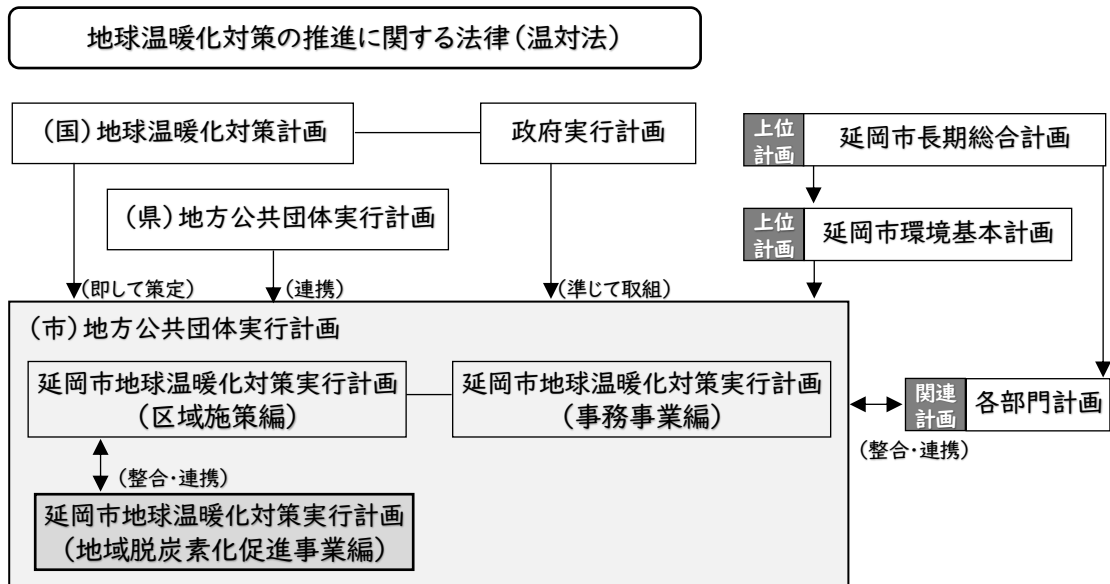 地球温暖化対策の推進に関する法律(温対法)
(国)地球温暖化対策計画
政府実行計画
上位
計画
延岡市長期総合計画
(県)地方公共団体実行計画
上位
計画
延岡市環境基本計画
(即して策定)
(連携)
(準じて取組)
(市)地方公共団体実行計画
延岡市地球温暖化対策実行計画
(区域施策編)
延岡市地球温暖化対策実行計画
(事務事業編)
関連
計画
各部門計画
(整合・連携)
(整合・連携)
延岡市地球温暖化対策実行計画
(地域脱炭素化促進事業編)